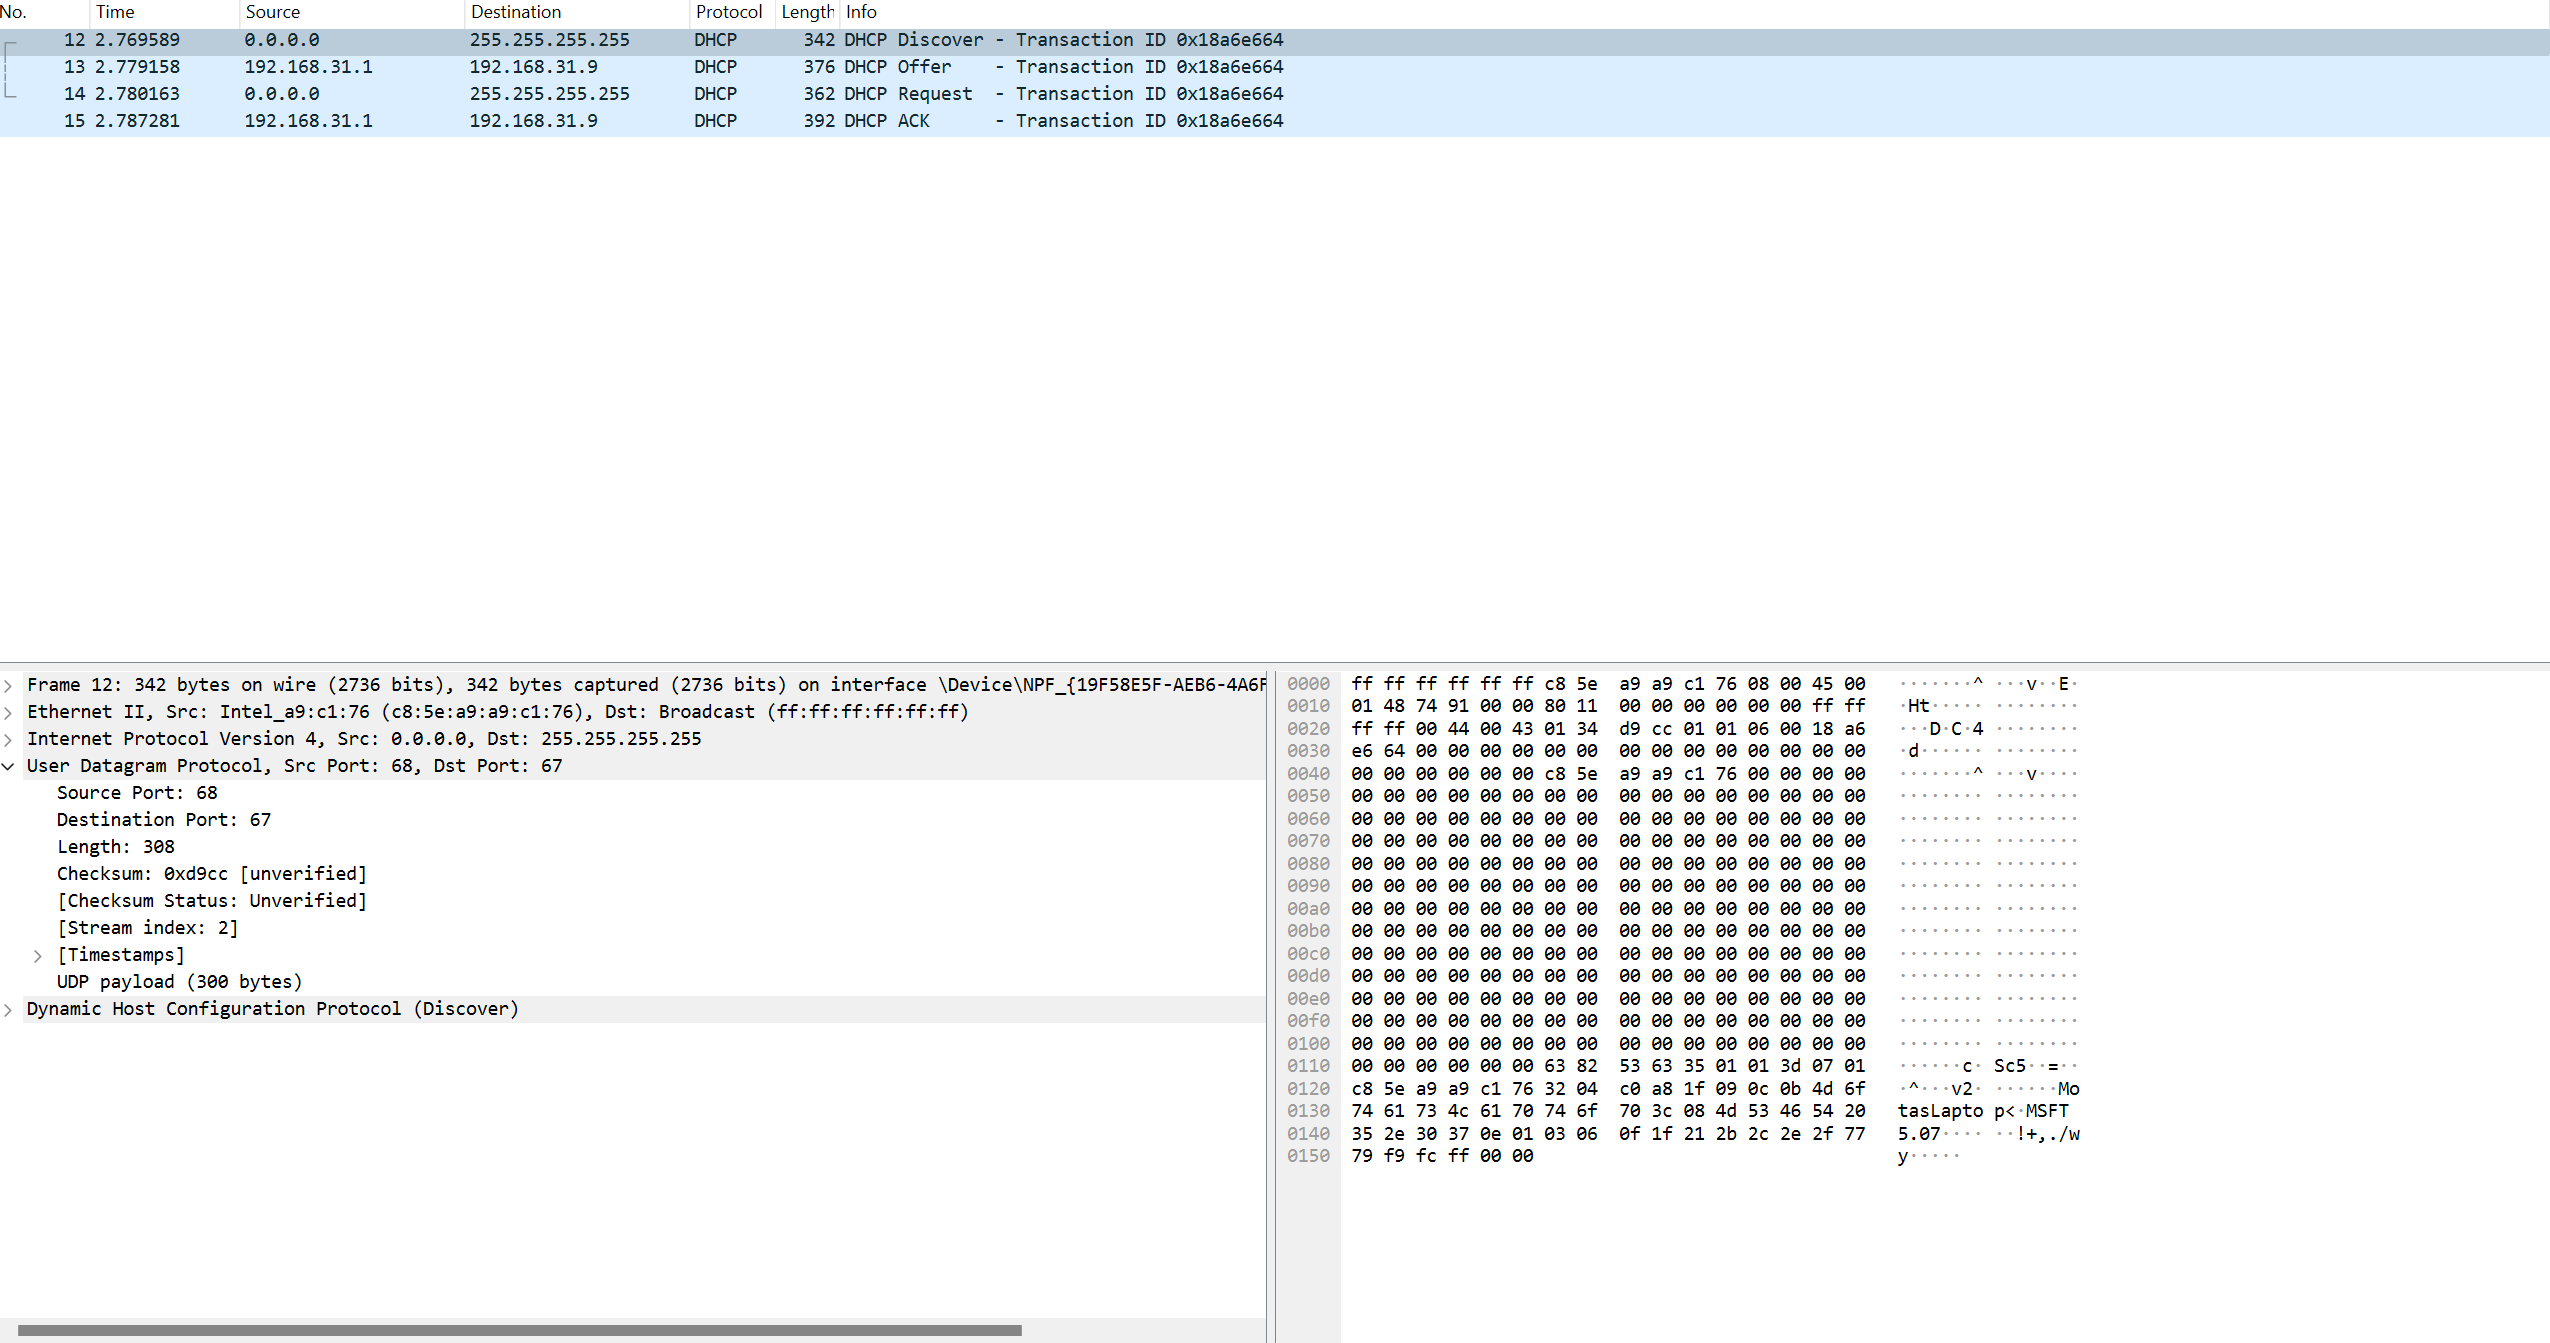 No. Time Source Destination Protocol Length Info
12 2.769589 0.0.0.0 255.255.255.255 DHCP 342 DHCP Discover - Transaction ID 0x18a6e664
13 2.779158 192.168.31.1 192.168.31.9 DHCP 376 DHCP Offer - Transaction ID 0x18a6e664
14 2.780163 0.0.0.0 255.255.255.255 DHCP 362 DHCP Request - Transaction ID 0x18a6e664
15 2.787281 192.168.31.1 192.168.31.9 DHCP 392 DHCP ACK - Transaction ID 0x18a6e664
Frame 12: 342 bytes on wire (2736 bits), 342 bytes captured (2736 bits) on interface \Device\NPF_{19F58E5F-AEB6-4A6F
Ethernet II, Src: Intel_a9:c1:76 (c8:5e:a9:a9:c1:76), Dst: Broadcast (ff:ff:ff:ff:ff:ff)
Internet Protocol Version 4, Src: 0.0.0.0, Dst: 255.255.255.255
User Datagram Protocol, Src Port: 68, Dst Port: 67
Source Port: 68
Destination Port: 67
Length: 308
Checksum: 0xd9cc [unverified]
[Checksum Status: Unverified]
[Stream index: 2]
[Timestamps]
UDP payload (300 bytes)
Dynamic Host Configuration Protocol (Discover)
0000 ff ff ff ff ff ff c8 5e a9 a9 c1 76 08 00 45 00 ·······^ ···v··E·
0010 01 48 74 91 00 00 80 11 00 00 00 00 00 00 ff ff ·Ht····· ········
0020 ff ff 00 44 00 43 01 34 d9 cc 01 01 06 00 18 a6 ···D·C·4 ········
0030 e6 64 00 00 00 00 00 00 00 00 00 00 00 00 00 00 ·d······ ········
0040 00 00 00 00 00 00 c8 5e a9 a9 c1 76 00 00 00 00 ·······^ ···v····
0050 00 00 00 00 00 00 00 00 00 00 00 00 00 00 00 00 ········ ········
0060 00 00 00 00 00 00 00 00 00 00 00 00 00 00 00 00 ········ ········
0070 00 00 00 00 00 00 00 00 00 00 00 00 00 00 00 00 ········ ········
0080 00 00 00 00 00 00 00 00 00 00 00 00 00 00 00 00 ········ ········
0090 00 00 00 00 00 00 00 00 00 00 00 00 00 00 00 00 ········ ········
00a0 00 00 00 00 00 00 00 00 00 00 00 00 00 00 00 00 ········ ········
00b0 00 00 00 00 00 00 00 00 00 00 00 00 00 00 00 00 ········ ········
00c0 00 00 00 00 00 00 00 00 00 00 00 00 00 00 00 00 ········ ········
00d0 00 00 00 00 00 00 00 00 00 00 00 00 00 00 00 00 ········ ········
00e0 00 00 00 00 00 00 00 00 00 00 00 00 00 00 00 00 ········ ········
00f0 00 00 00 00 00 00 00 00 00 00 00 00 00 00 00 00 ········ ········
0100 00 00 00 00 00 00 00 00 00 00 00 00 00 00 00 00 ········ ········
0110 00 00 00 00 00 00 63 82 53 63 35 01 01 3d 07 01 ······c· Sc5··=··
0120 c8 5e a9 a9 c1 76 32 04 c0 a8 1f 09 0c 0b 4d 6f ·^···v2· ······Mo
0130 74 61 73 4c 61 70 74 6f 70 3c 08 4d 53 46 54 20 tasLapto p<·MSFT
0140 35 2e 30 37 0e 01 03 06 0f 1f 21 2b 2c 2e 2f 77 5.07···· ··!+,./w
0150 79 f9 fc ff 00 00 y·····